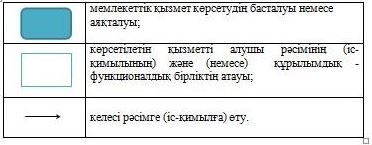 мемлекеттік қызмет көрсетудің басталуы немесе
аяқталуы;
көрсетілетін қызметті алушы рәсімінің (іс-
қимылының) және (немесе) құрылымдық -
функционалдық бірліктің атауы;
келесі рәсімге (іс-қимылға) өту.